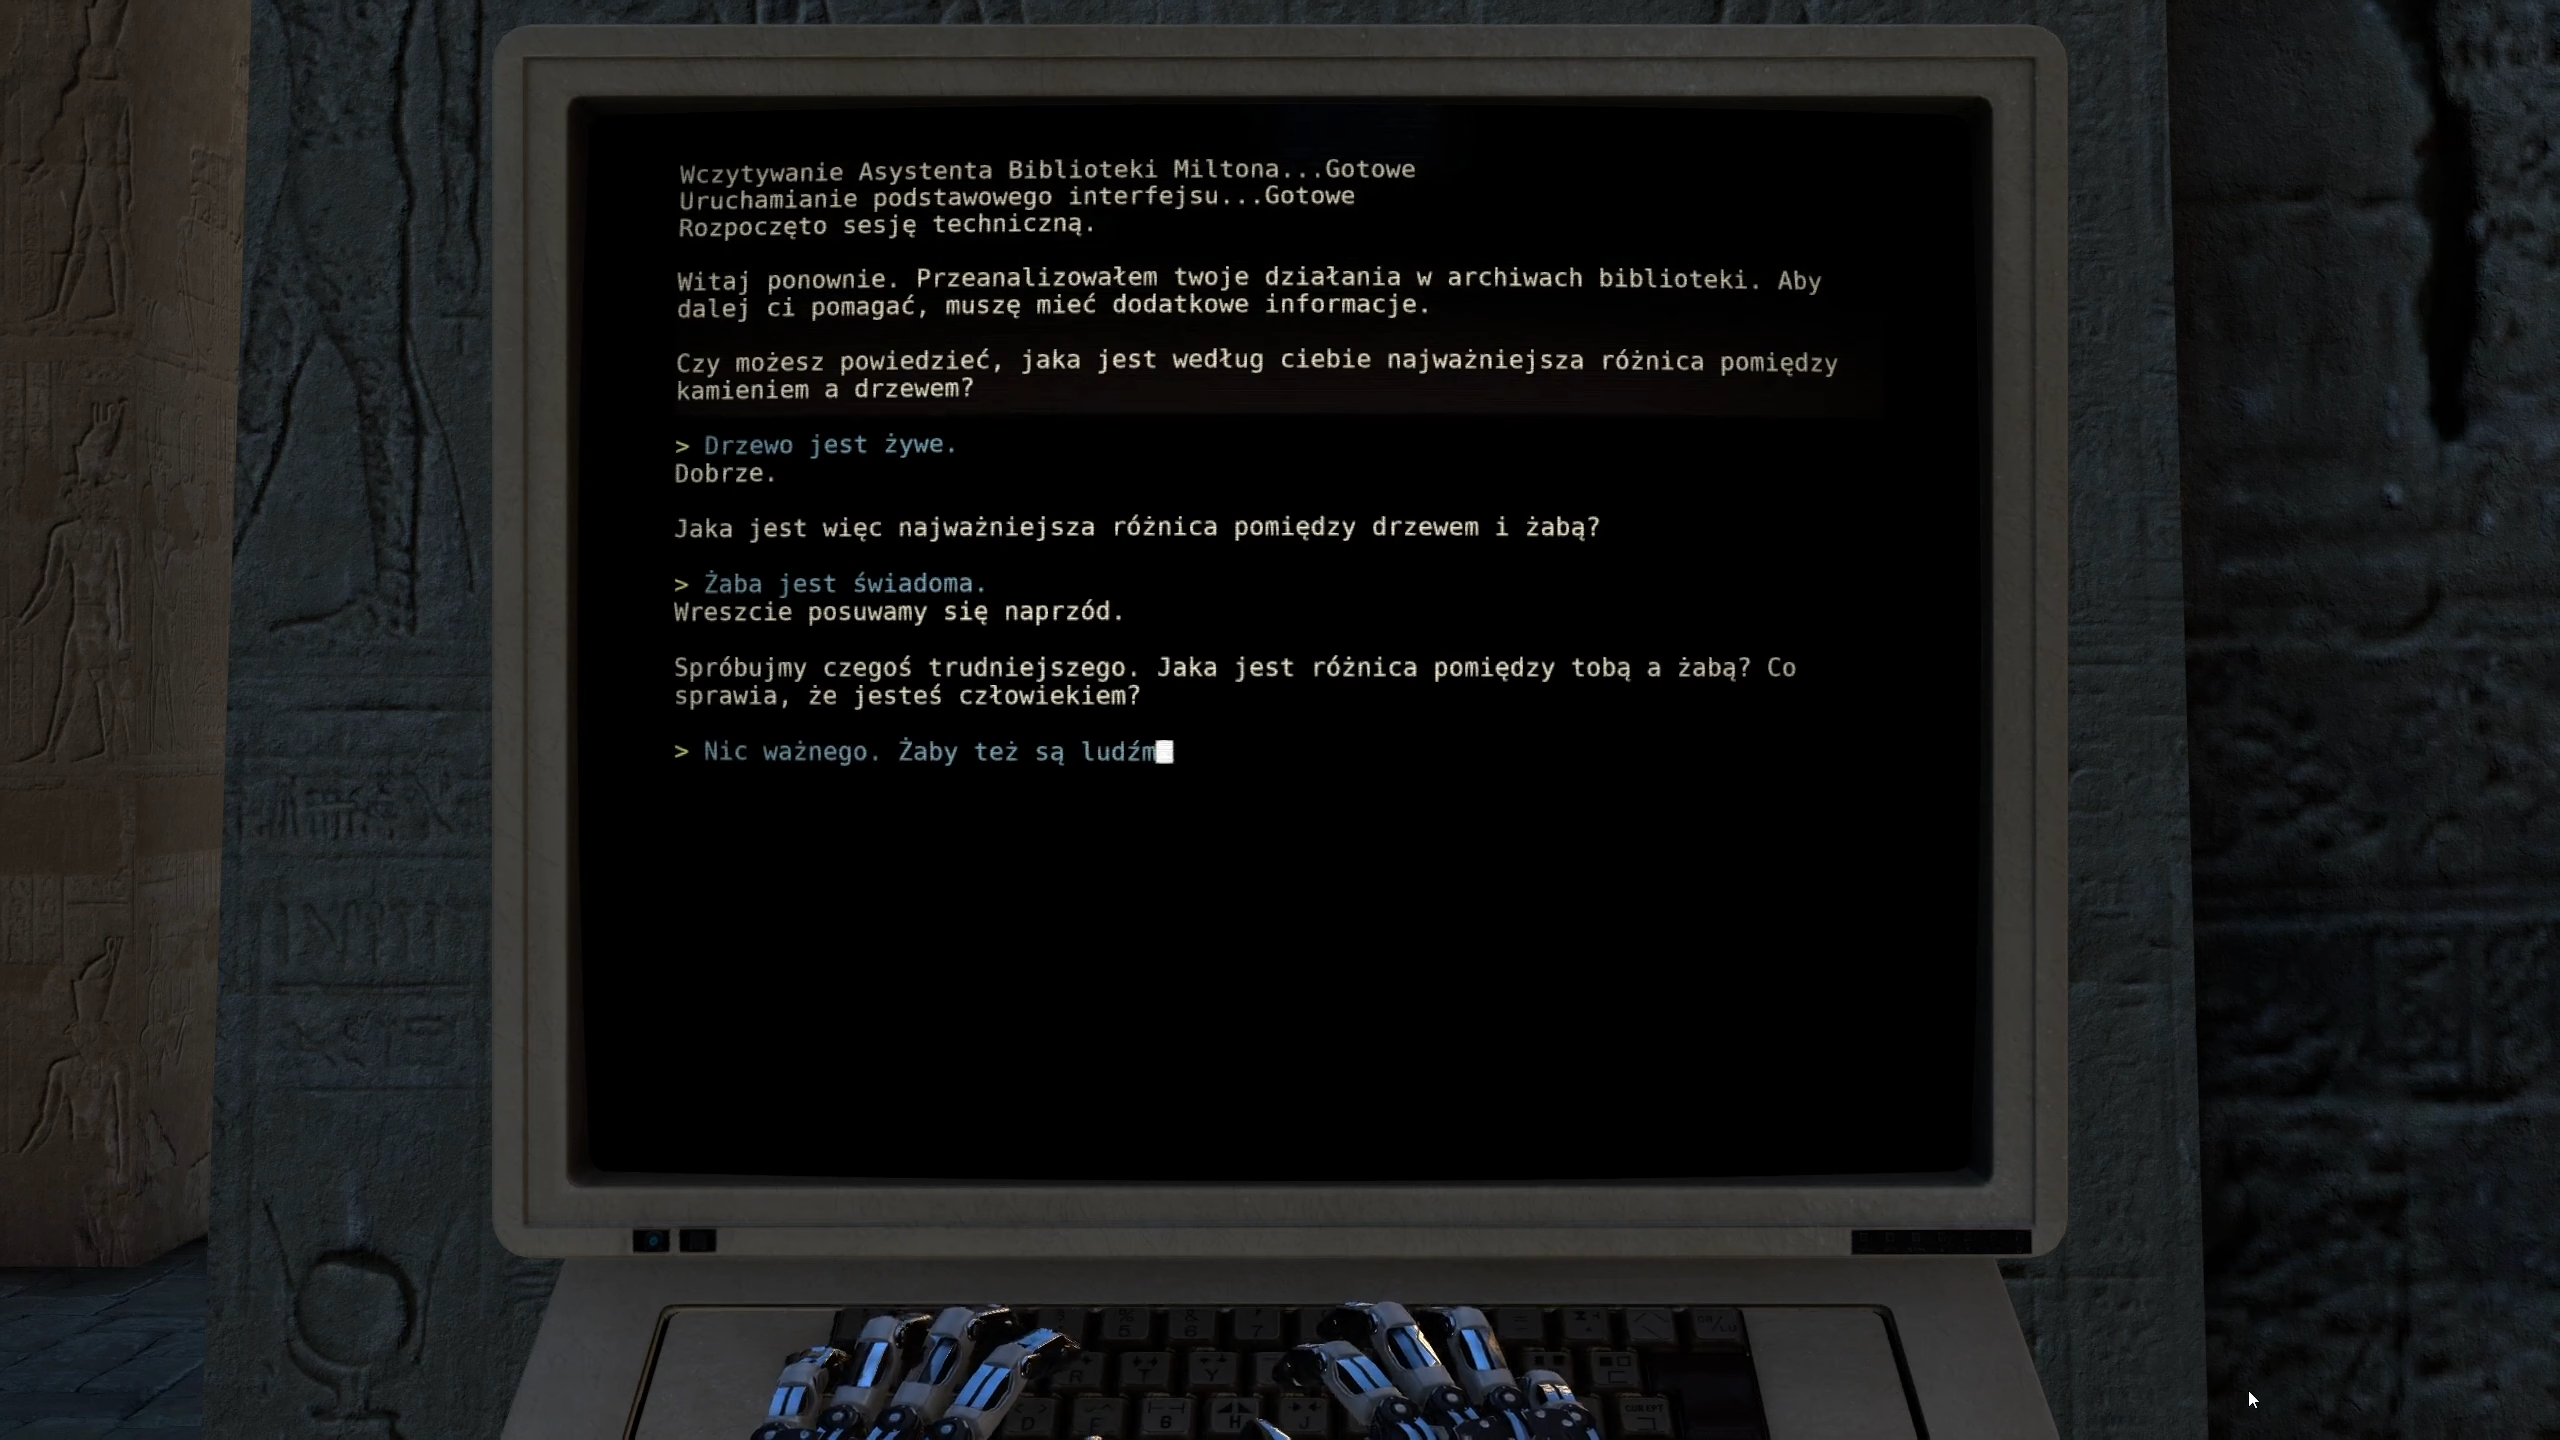 Wczytywanie Asystenta Biblioteki Miltona...Gotowe
Uruchamianie podstawowego interfejsu...Gotowe
Rozpoczęto sesję techniczną.
Witaj ponownie. Przeanalizowałem twoje działania w archiwach biblioteki. Aby
dalej ci pomagać, muszę mieć dodatkowe informacje.
Czy możesz powiedzieć, jaka jest według ciebie najważniejsza różnica pomiędzy
kamieniem a drzewem?
> Drzewo jest żywe.
Dobrze.
Jaka jest więc najważniejsza różnica pomiędzy drzewem i żabą?
> Żaba jest świadoma.
Wreszcie posuwamy się naprzód.
Spróbujmy czegoś trudniejszego. Jaka jest różnica pomiędzy tobą a żabą? Co
sprawia, że jesteś człowiekiem?
> Nic ważnego. Żaby też są ludźm
5 6 7
R T Y
D F G H J